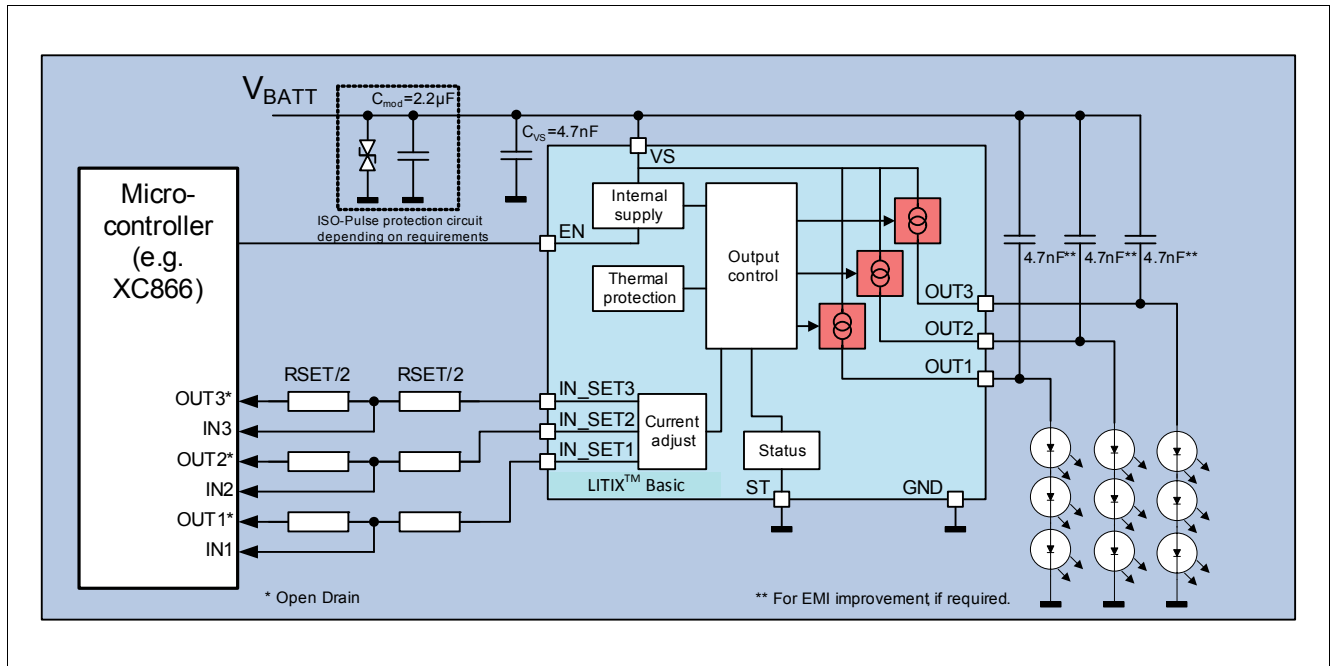 VBATT
Cmod=2.2µF
CVS=4.7nF
ISO-Pulse protection circuit
depending on requirements
Micro-
controller
(e.g.
XC866)
EN
VS
Internal
supply
Thermal
protection
Output
control
4.7nF**
4.7nF**
4.7nF**
OUT3
OUT2
OUT1
RSET/2
RSET/2
OUT3*
IN3
OUT2*
IN2
OUT1*
IN1
IN_SET3
IN_SET2
IN_SET1
Current
adjust
Status
LITIX™ Basic
ST
GND
* Open Drain
** For EMI improvement, if required.